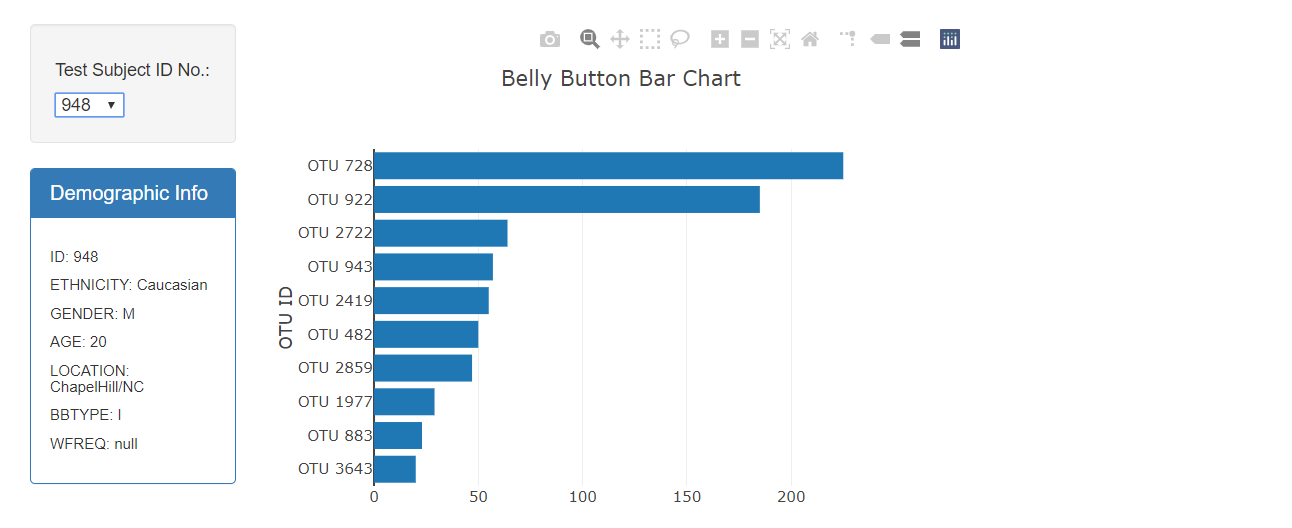 Test Subject ID No.:
948
Demographic Info
ID: 948
ETHNICITY: Caucasian
GENDER: M
AGE: 20
LOCATION:
ChapelHill/NC
BBTYPE: I
WFREQ: null
Belly Button Bar Chart
OTU ID
OTU 728
OTU 922
OTU 2722
OTU 943
OTU 2419
OTU 482
OTU 2859
OTU 1977
OTU 883
OTU 3643
0 50 100 150 200